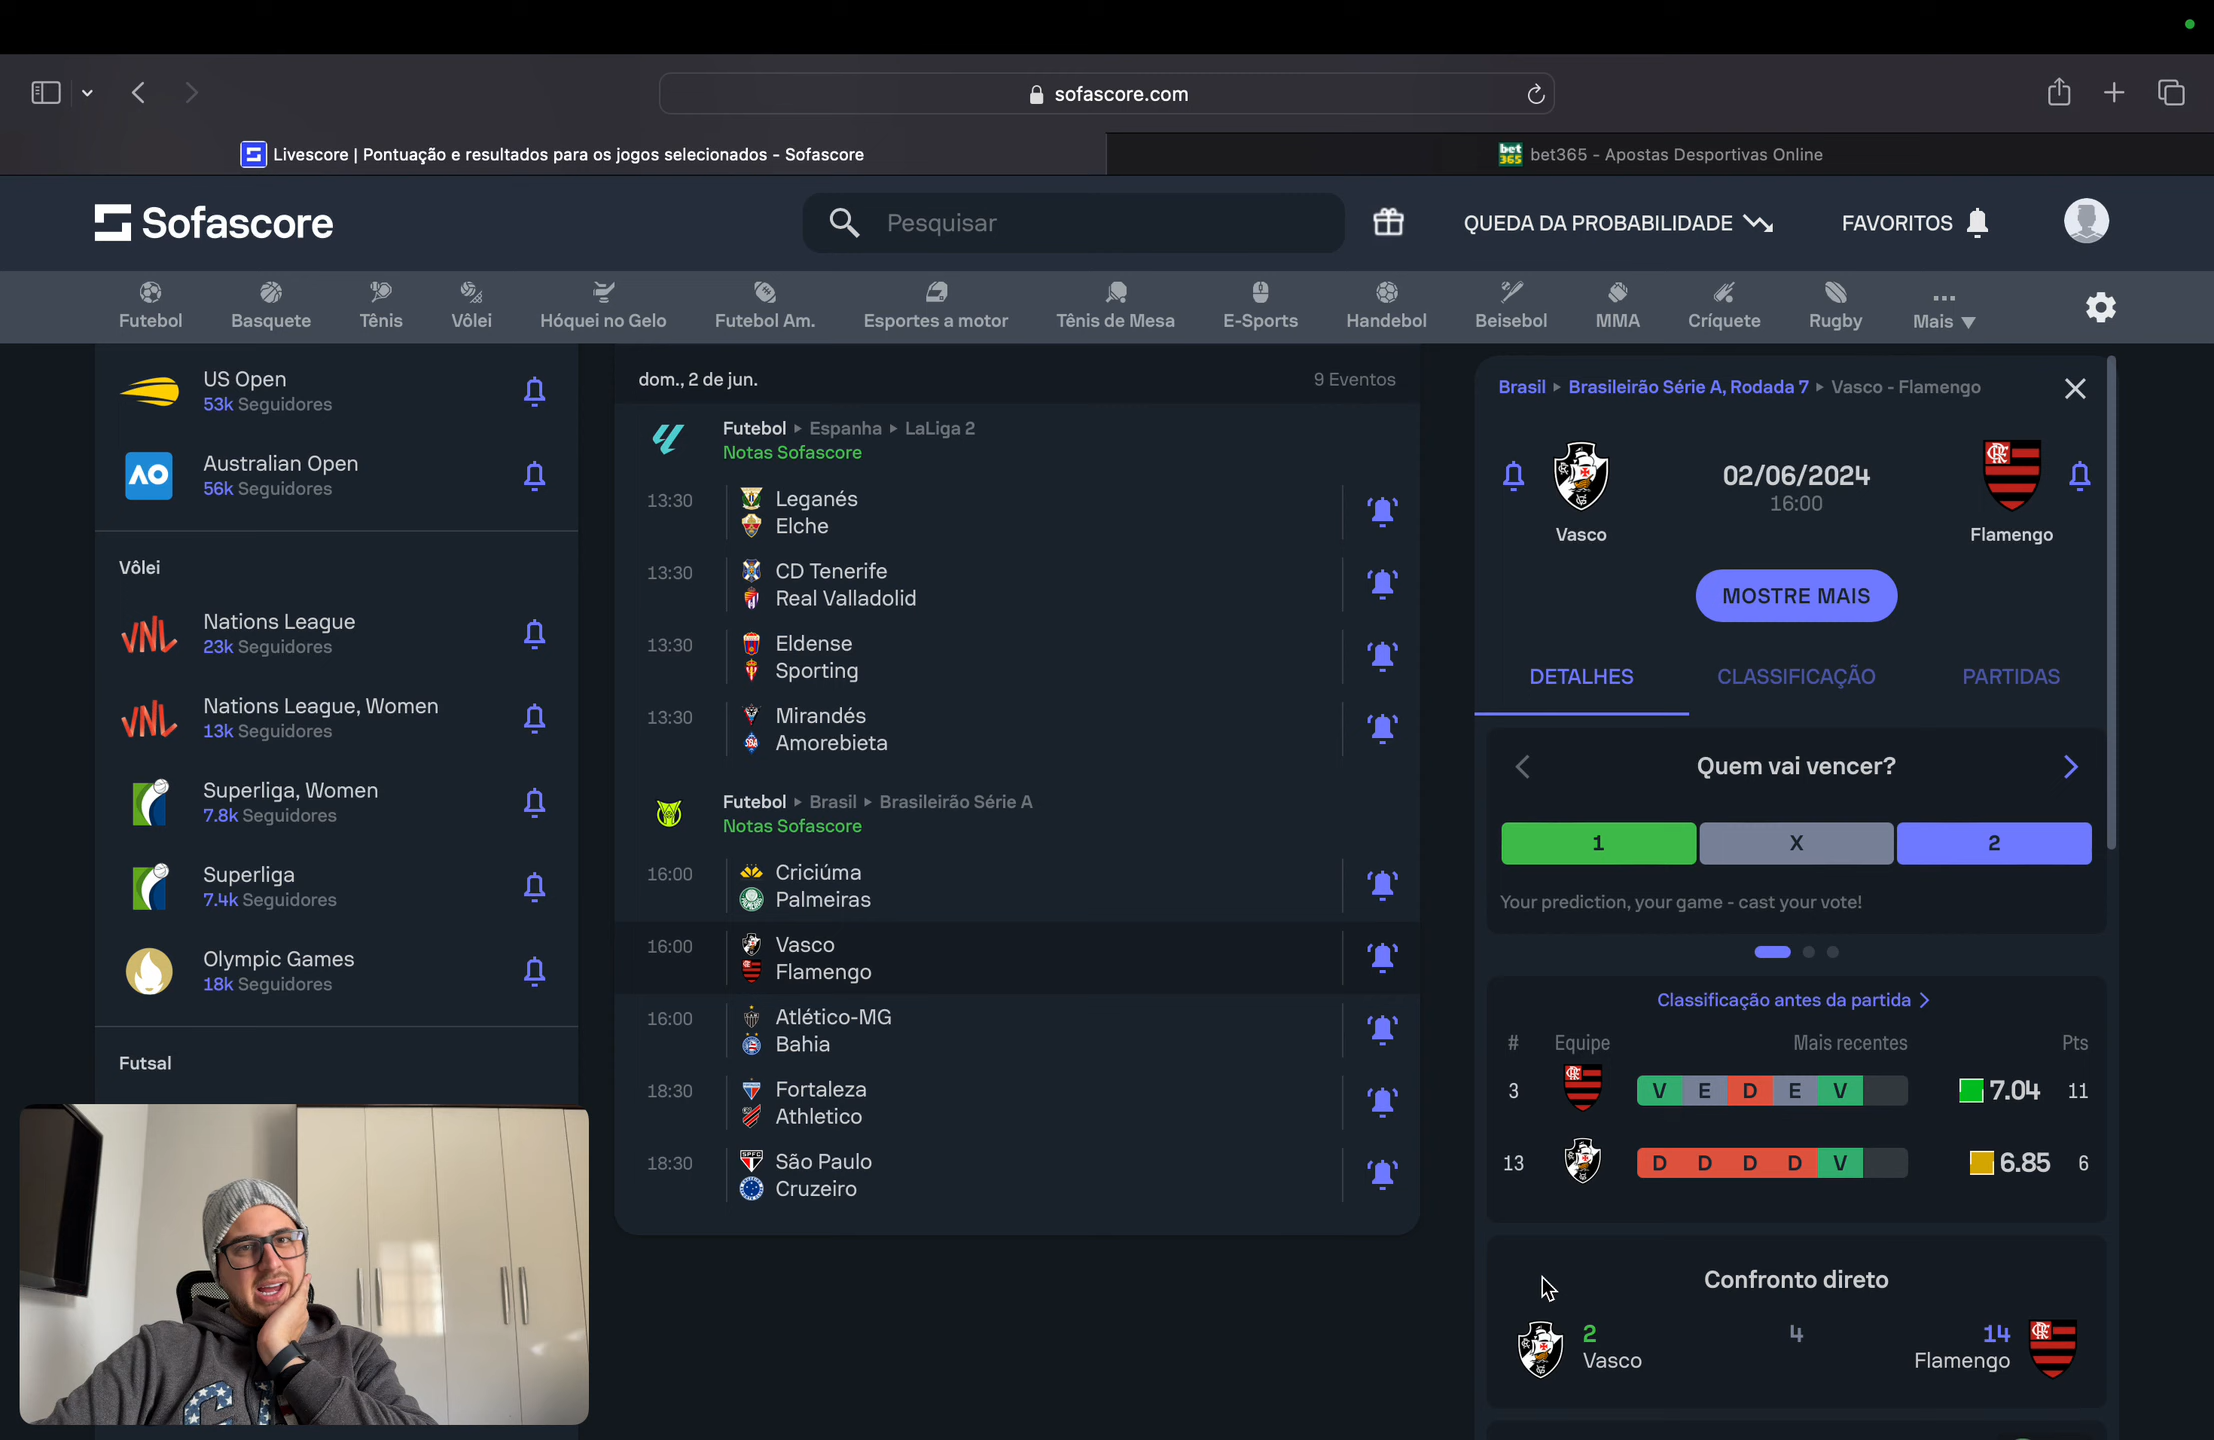 sofascore.com
Livescore | Pontuação e resultados para os jogos selecionados - Sofascore
bet365
bet365 - Apostas Desportivas Online
Sofascore
Pesquisar
QUEDA DA PROBABILIDADE
FAVORITOS
Futebol
Basquete
Tênis
Vôlei
Hóquei no Gelo
Futebol Am.
Esportes a motor
Tênis de Mesa
E-Sports
Handebol
Beisebol
MMA
Críquete
Rugby
Mais ▼
US Open
53k Seguidores
AO
Australian Open
56k Seguidores
Vôlei
VNL
Nations League
23k Seguidores
VNL
Nations League, Women
13k Seguidores
Superliga, Women
7.8k Seguidores
Superliga
7.4k Seguidores
Olympic Games
18k Seguidores
Futsal
dom., 2 de jun.
9 Eventos
Futebol ▸ Espanha ▸ LaLiga 2
Notas Sofascore
13:30
Leganés
Elche
13:30
CD Tenerife
Real Valladolid
13:30
Eldense
Sporting
13:30
Mirandés
Amorebieta
Futebol ▸ Brasil ▸ Brasileirão Série A
Notas Sofascore
16:00
Criciúma
Palmeiras
16:00
Vasco
Flamengo
16:00
Atlético-MG
Bahia
18:30
Fortaleza
Athletico
18:30
São Paulo
Cruzeiro
Brasil ▸ Brasileirão Série A, Rodada 7 ▸ Vasco - Flamengo
02/06/2024
16:00
Vasco
Flamengo
MOSTRE MAIS
DETALHES
CLASSIFICAÇÃO
PARTIDAS
Quem vai vencer?
1
X
2
Your prediction, your game - cast your vote!
Classificação antes da partida
# Equipe Mais recentes Pts
3 V E D E V 7.04 11
13 D D D D V 6.85 6
Confronto direto
2 4 14
Vasco Flamengo